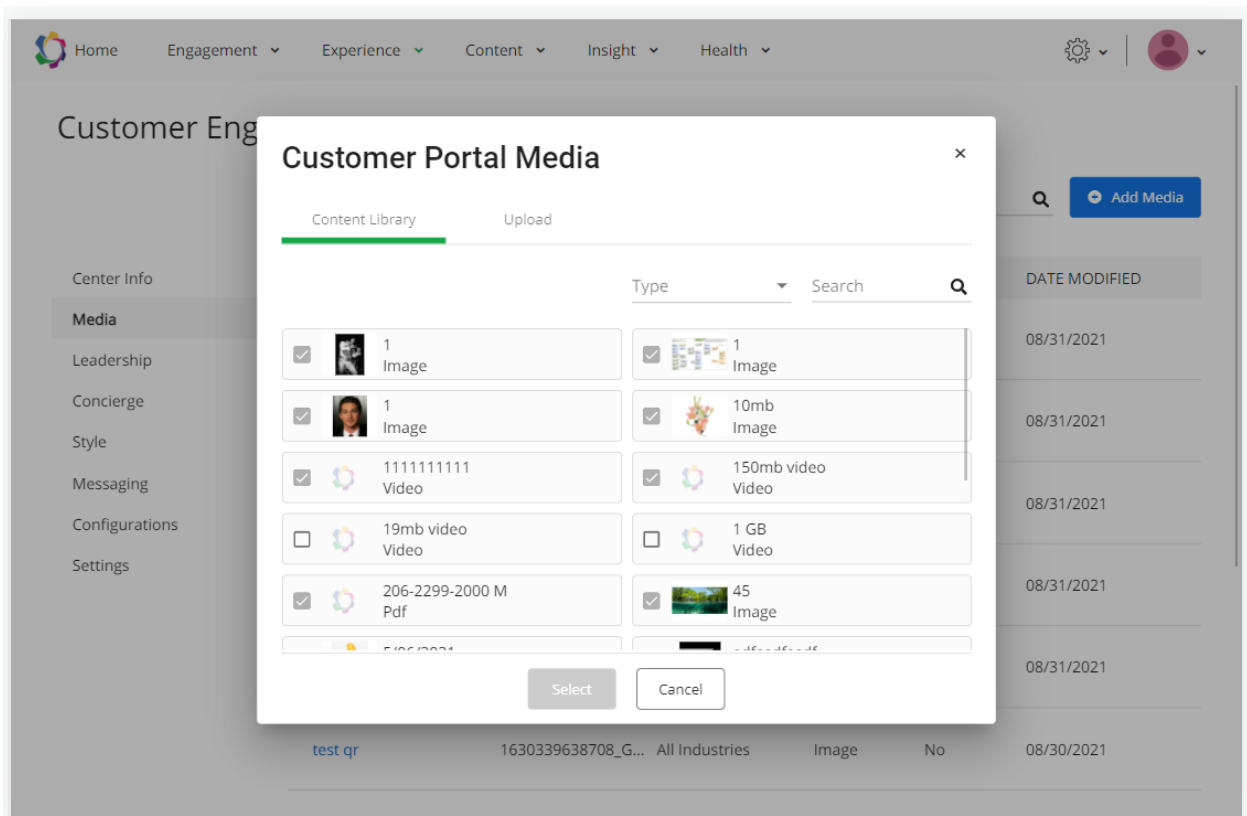 Home Engagement Experience Content Insight Health
Customer Eng
Customer Portal Media
Add Media
Content Library Upload
Center Info
DATE MODIFIED
Type Search
Media
1
Image
1
Image
08/31/2021
Leadership
Concierge
1
Image
10mb
Image
08/31/2021
Style
Messaging
1111111111
Video
150mb video
Video
08/31/2021
Configurations
19mb video
Video
1 GB
Video
Settings
206-2299-2000 M
Pdf
45
Image
08/31/2021
5/06/2021
08/31/2021
Select Cancel
test qr 1630339638708_G... All Industries Image No 08/30/2021